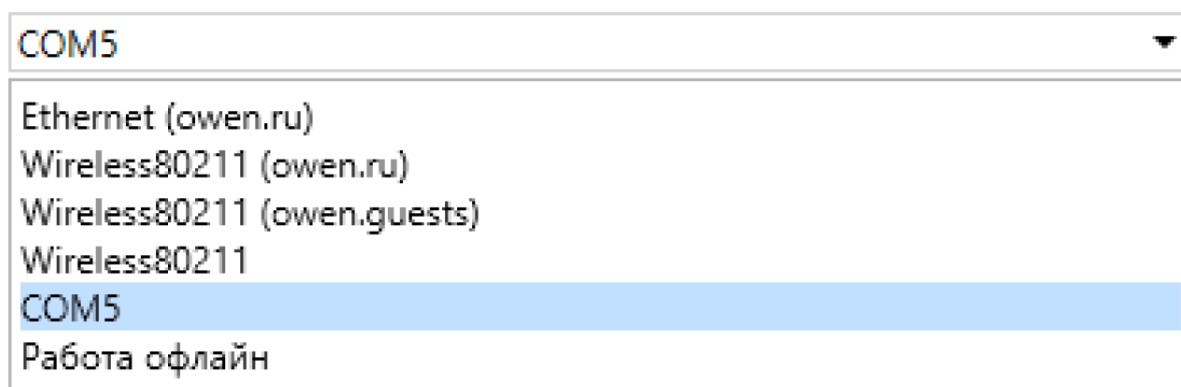 COM5
Ethernet (owen.ru)
Wireless80211 (owen.ru)
Wireless80211 (owen.guests)
Wireless80211
COM5
Работа офлайн